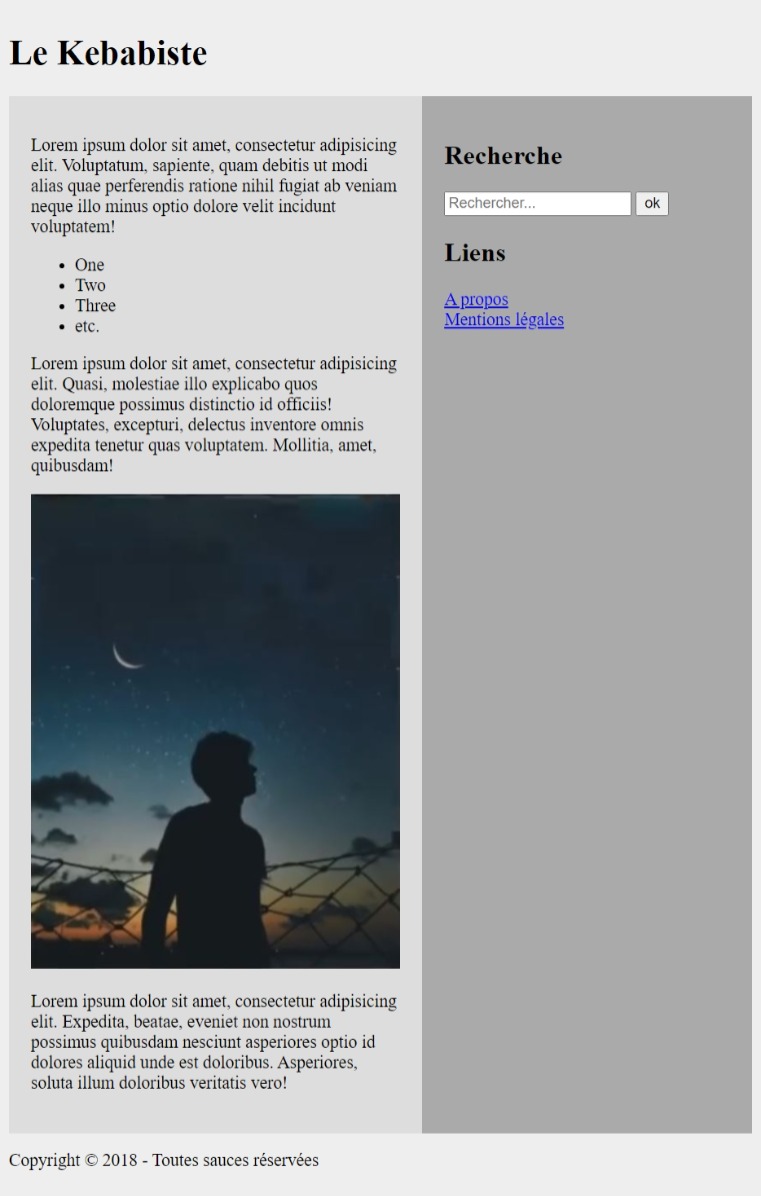 Le Kebabiste
Lorem ipsum dolor sit amet, consectetur adipisicing
elit. Voluptatum, sapiente, quam debitis ut modi
alias quae perferendis ratione nihil fugiat ab veniam
neque illo minus optio dolore velit incidunt
voluptatem!
One
Two
Three
etc.
Lorem ipsum dolor sit amet, consectetur adipisicing
elit. Quasi, molestiae illo explicabo quos
doloremque possimus distinctio id officiis!
Voluptates, excepturi, delectus inventore omnis
expedita tenetur quas voluptatem. Mollitia, amet,
quibusdam!
Lorem ipsum dolor sit amet, consectetur adipisicing
elit. Expedita, beatae, eveniet non nostrum
possimus quibusdam nesciunt asperiores optio id
dolores aliquid unde est doloribus. Asperiores,
soluta illum doloribus veritatis vero!
Recherche
Rechercher... ok
Liens
A propos
Mentions légales
Copyright © 2018 - Toutes sauces réservées